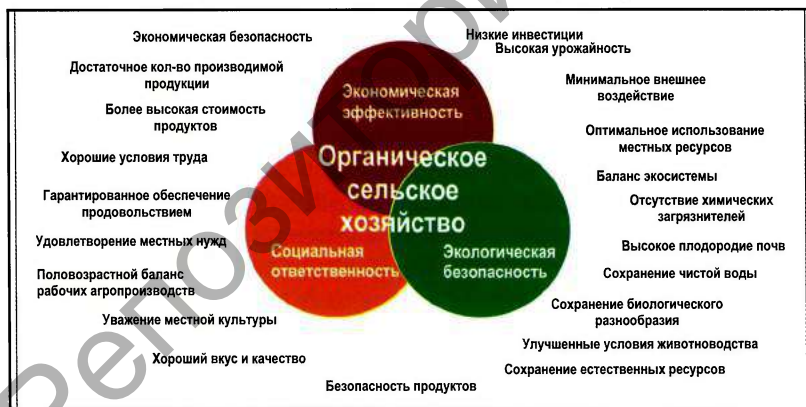 Экономическая безопасность
Достаточное кол-во производимой
продукции
Более высокая стоимость
продуктов
Хорошие условия труда
Гарантированное обеспечение
продовольствием
Удовлетворение местных нужд
Половозрастной баланс
рабочих агропроизводств
Уважение местной культуры
Хороший вкус и качество
Безопасность продуктов
Экономическая
эффективность
Органическое
сельское
хозяйство
Социальная
ответственность
Экологическая
безопасность
Низкие инвестиции
Высокая урожайность
Минимальное внешнее
воздействие
Оптимальное использование
местных ресурсов
Баланс экосистемы
Отсутствие химических
загрязнителей
Высокое плодородие почв
Сохранение чистой воды
Сохранение биологического
разнообразия
Улучшенные условия животноводства
Сохранение естественных ресурсов
Репозитори